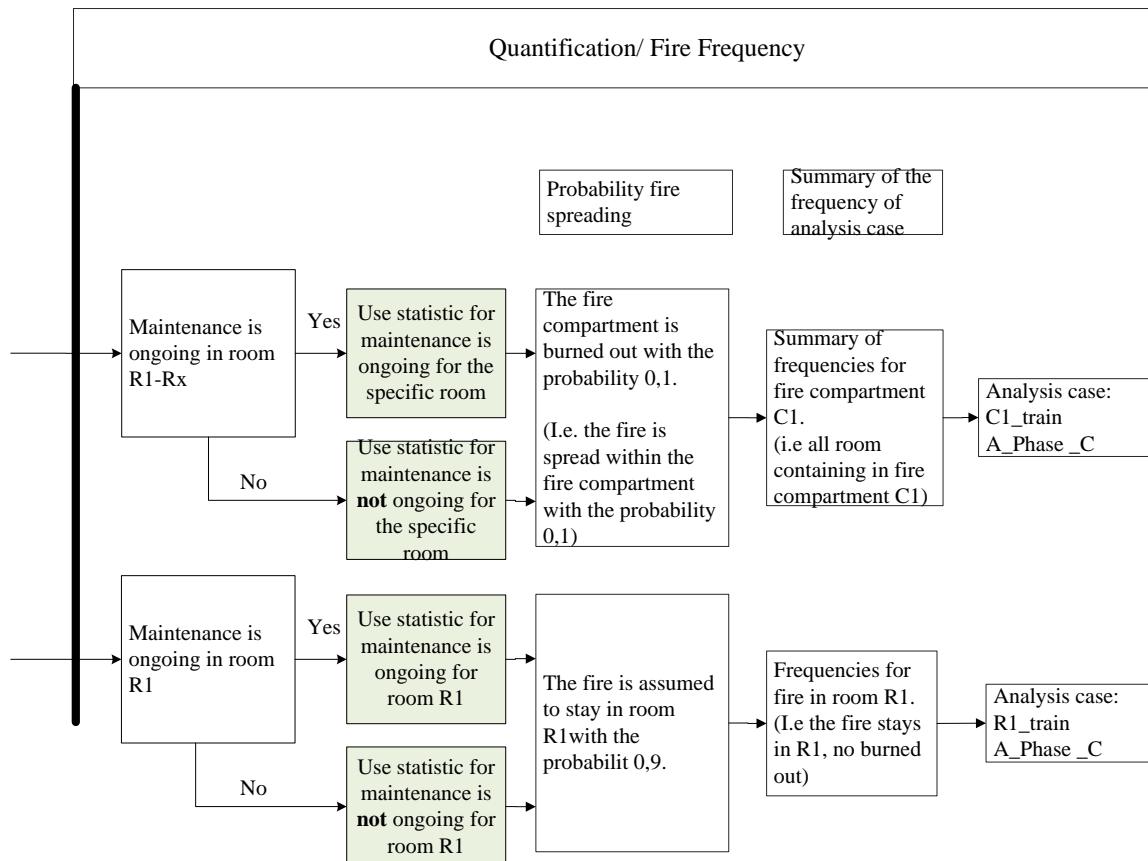 Quantification/ Fire Frequency
Probability fire
spreading
Summary of the
frequency of
analysis case
Maintenance is
ongoing in room
R1-Rx
Yes
No
Use statistic for
maintenance is
ongoing for the
specific room
Use statistic for
maintenance is
not ongoing for
the specific
room
The fire
compartment is
burned out with the
probability 0,1.
(I.e. the fire is
spread within the
fire compartment
with the probability
0,1)
Summary of
frequencies for
fire compartment
C1.
(i.e all room
containing in fire
compartment C1)
Analysis case:
C1_train
A_Phase _C
Maintenance is
ongoing in room
R1
Yes
No
Use statistic for
maintenance is
ongoing for
room R1
Use statistic for
maintenance is
not ongoing for
room R1
The fire is assumed
to stay in room
R1with the
probabilit 0,9.
Frequencies for
fire in room R1.
(I.e the fire stays
in R1, no burned
out)
Analysis case:
R1_train
A_Phase _C